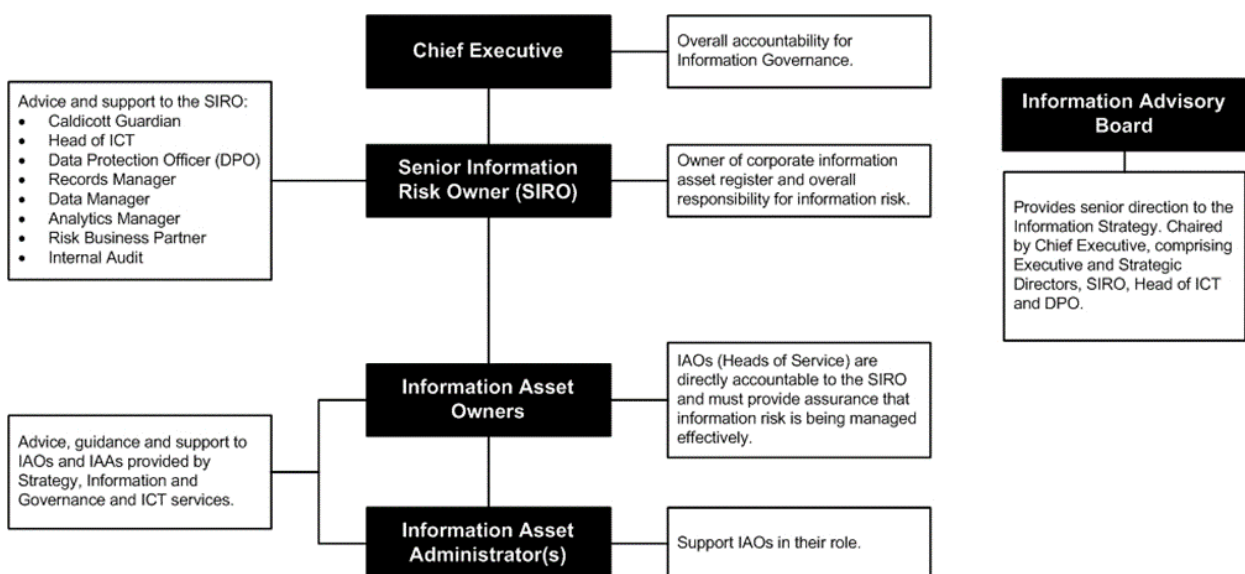 Chief Executive
Overall accountability for
Information Governance.
Advice and support to the SIRO:
• Caldicott Guardian
• Head of ICT
• Data Protection Officer (DPO)
• Records Manager
• Data Manager
• Analytics Manager
• Risk Business Partner
• Internal Audit
Senior Information
Risk Owner (SIRO)
Owner of corporate information
asset register and overall
responsibility for information risk.
Information Advisory
Board
Provides senior direction to the
Information Strategy. Chaired
by Chief Executive, comprising
Executive and Strategic
Directors, SIRO, Head of ICT
and DPO.
Information Asset
Owners
IAOs (Heads of Service) are
directly accountable to the SIRO
and must provide assurance that
information risk is being managed
effectively.
Advice, guidance and support to
IAOs and IAAs provided by
Strategy, Information and
Governance and ICT services.
Information Asset
Administrator(s)
Support IAOs in their role.